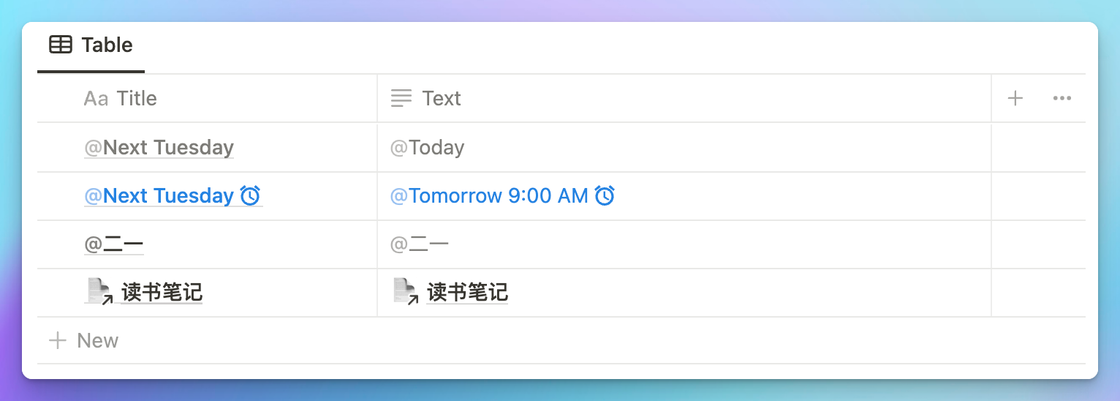 Table
Aa Title Text
@Next Tuesday @Today
@Next Tuesday @Tomorrow 9:00 AM
@二一 @二一
读书笔记 读书笔记
+ New